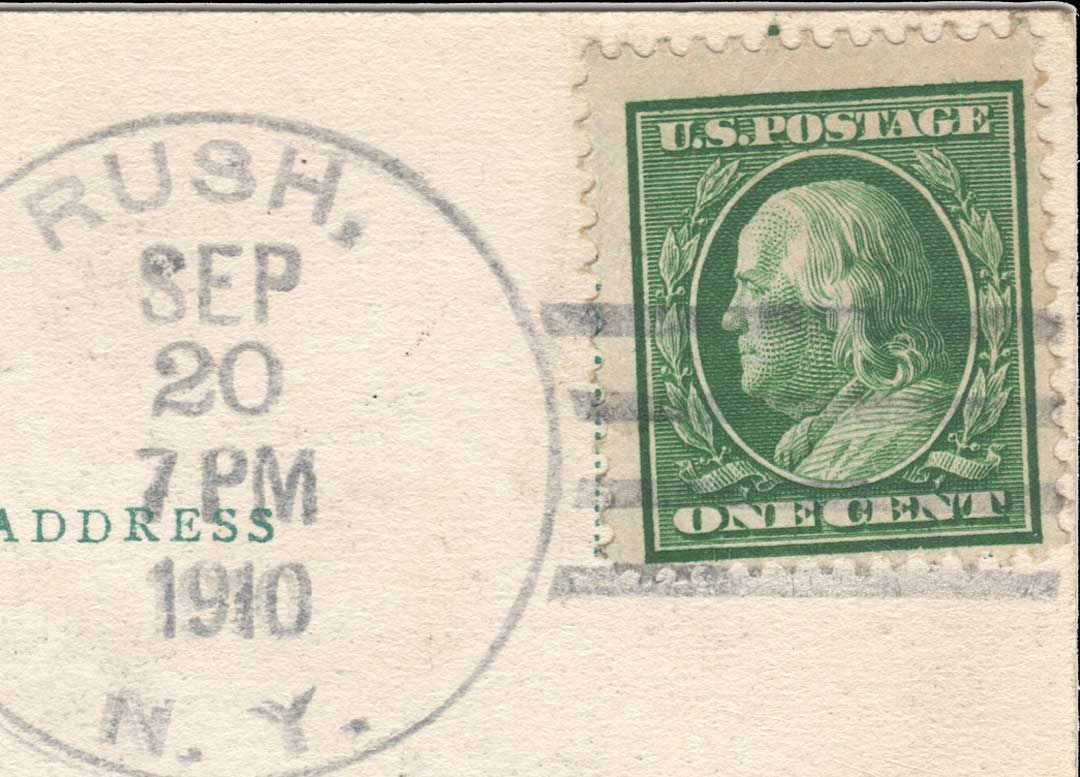 RUSH,
SEP
20
7 PM
ADDRESS
1910
N. Y.
U.S. POSTAGE
ONE CENT